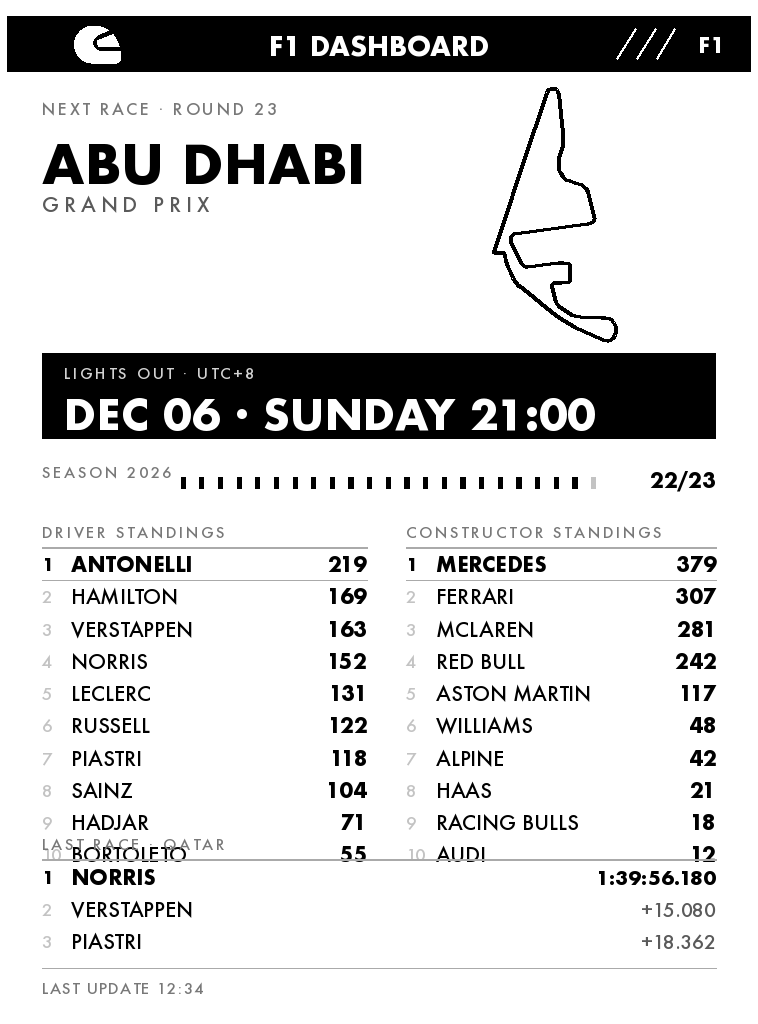 F1 DASHBOARD
F1
NEXT RACE · ROUND 23
ABU DHABI
GRAND PRIX
LIGHTS OUT · UTC+8
DEC 06 · SUNDAY 21:00
SEASON 2026
22/23
DRIVER STANDINGS
1 ANTONELLI 219
2 HAMILTON 169
3 VERSTAPPEN 163
4 NORRIS 152
5 LECLERC 131
6 RUSSELL 122
7 PIASTRI 118
8 SAINZ 104
9 HADJAR 71
10 BORTOLETO 55
CONSTRUCTOR STANDINGS
1 MERCEDES 379
2 FERRARI 307
3 MCLAREN 281
4 RED BULL 242
5 ASTON MARTIN 117
6 WILLIAMS 48
7 ALPINE 42
8 HAAS 21
9 RACING BULLS 18
10 AUDI 12
LAST RACE · QATAR
1 NORRIS 1:39:56.180
2 VERSTAPPEN +15.080
3 PIASTRI +18.362
LAST UPDATE 12:34